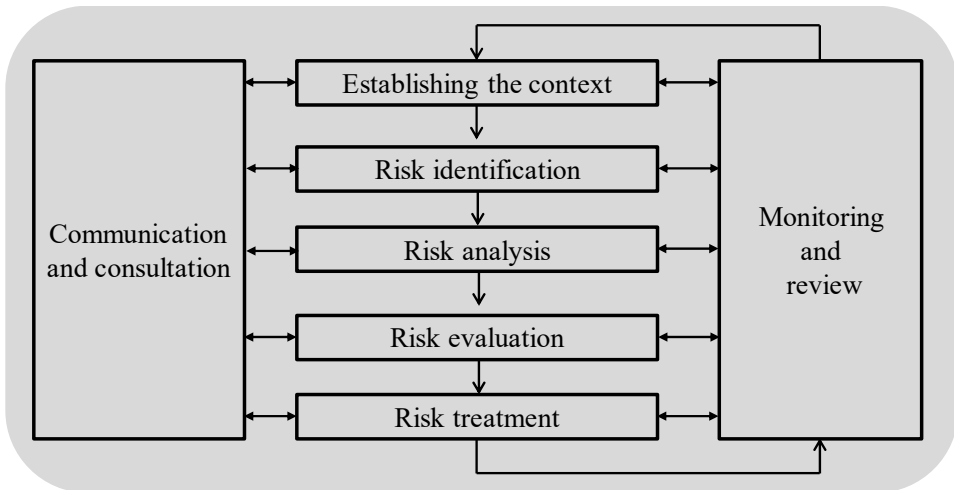 Establishing the context
Risk identification
Risk analysis
Risk evaluation
Risk treatment
Communication
and consultation
Monitoring
and
review